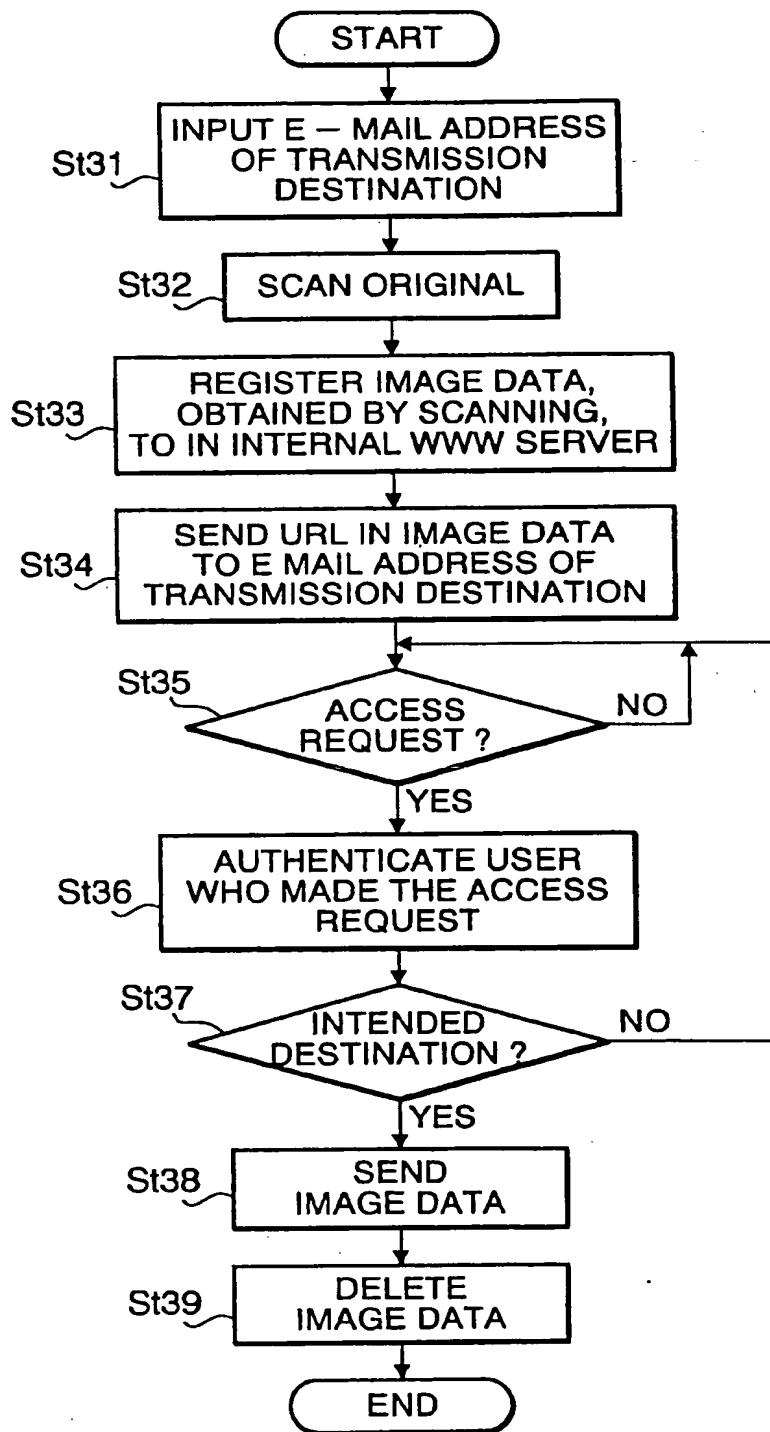 START
St31
INPUT E – MAIL ADDRESS
OF TRANSMISSION
DESTINATION
St32
SCAN ORIGINAL
St33
REGISTER IMAGE DATA,
OBTAINED BY SCANNING,
TO IN INTERNAL WWW SERVER
St34
SEND URL IN IMAGE DATA
TO E MAIL ADDRESS OF
TRANSMISSION DESTINATION
St35
ACCESS
REQUEST ?
NO
YES
St36
AUTHENTICATE USER
WHO MADE THE ACCESS
REQUEST
St37
INTENDED
DESTINATION ?
NO
YES
St38
SEND
IMAGE DATA
St39
DELETE
IMAGE DATA
END